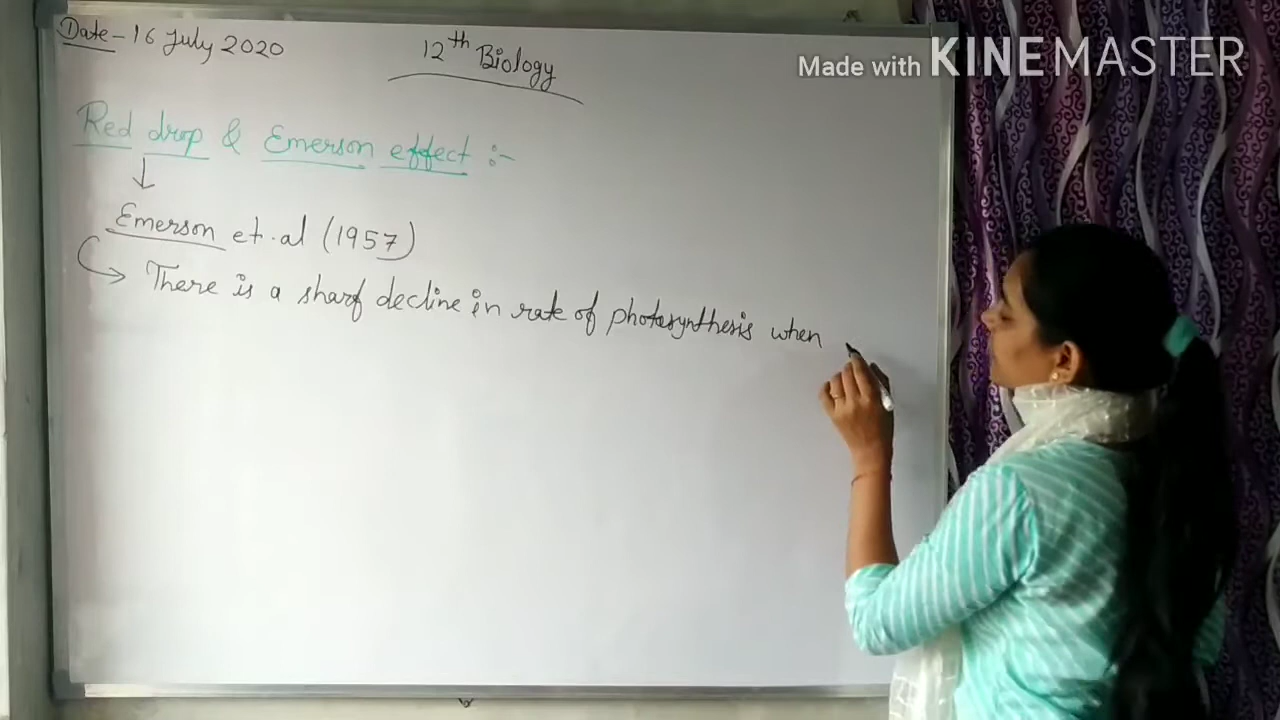 Date - 16 July 2020
12th Biology
Made with KINEMASTER
Red drop & Emerson effect :-
Emerson et. al (1957)
There is a sharp decline in rate of photosynthesis when